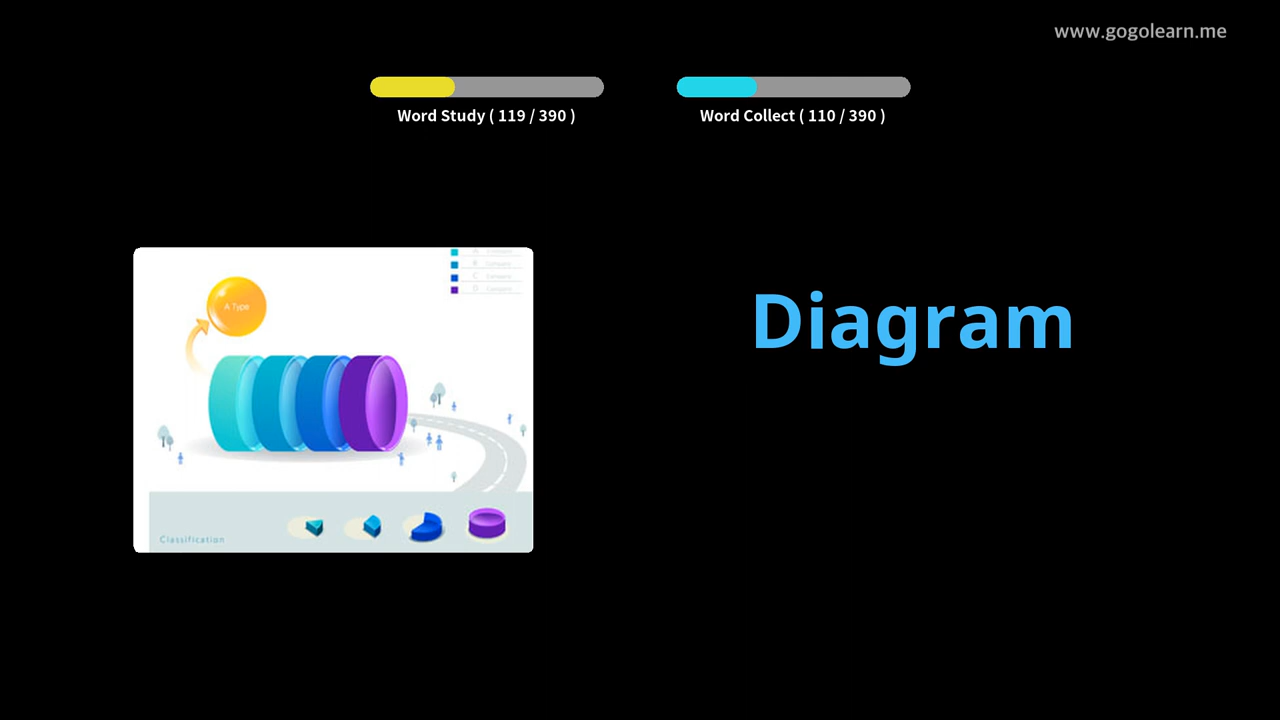 www.gogolearn.me
Word Study ( 119 / 390 )
Word Collect ( 110 / 390 )
A Type
B
C
D
Diagram
Classification